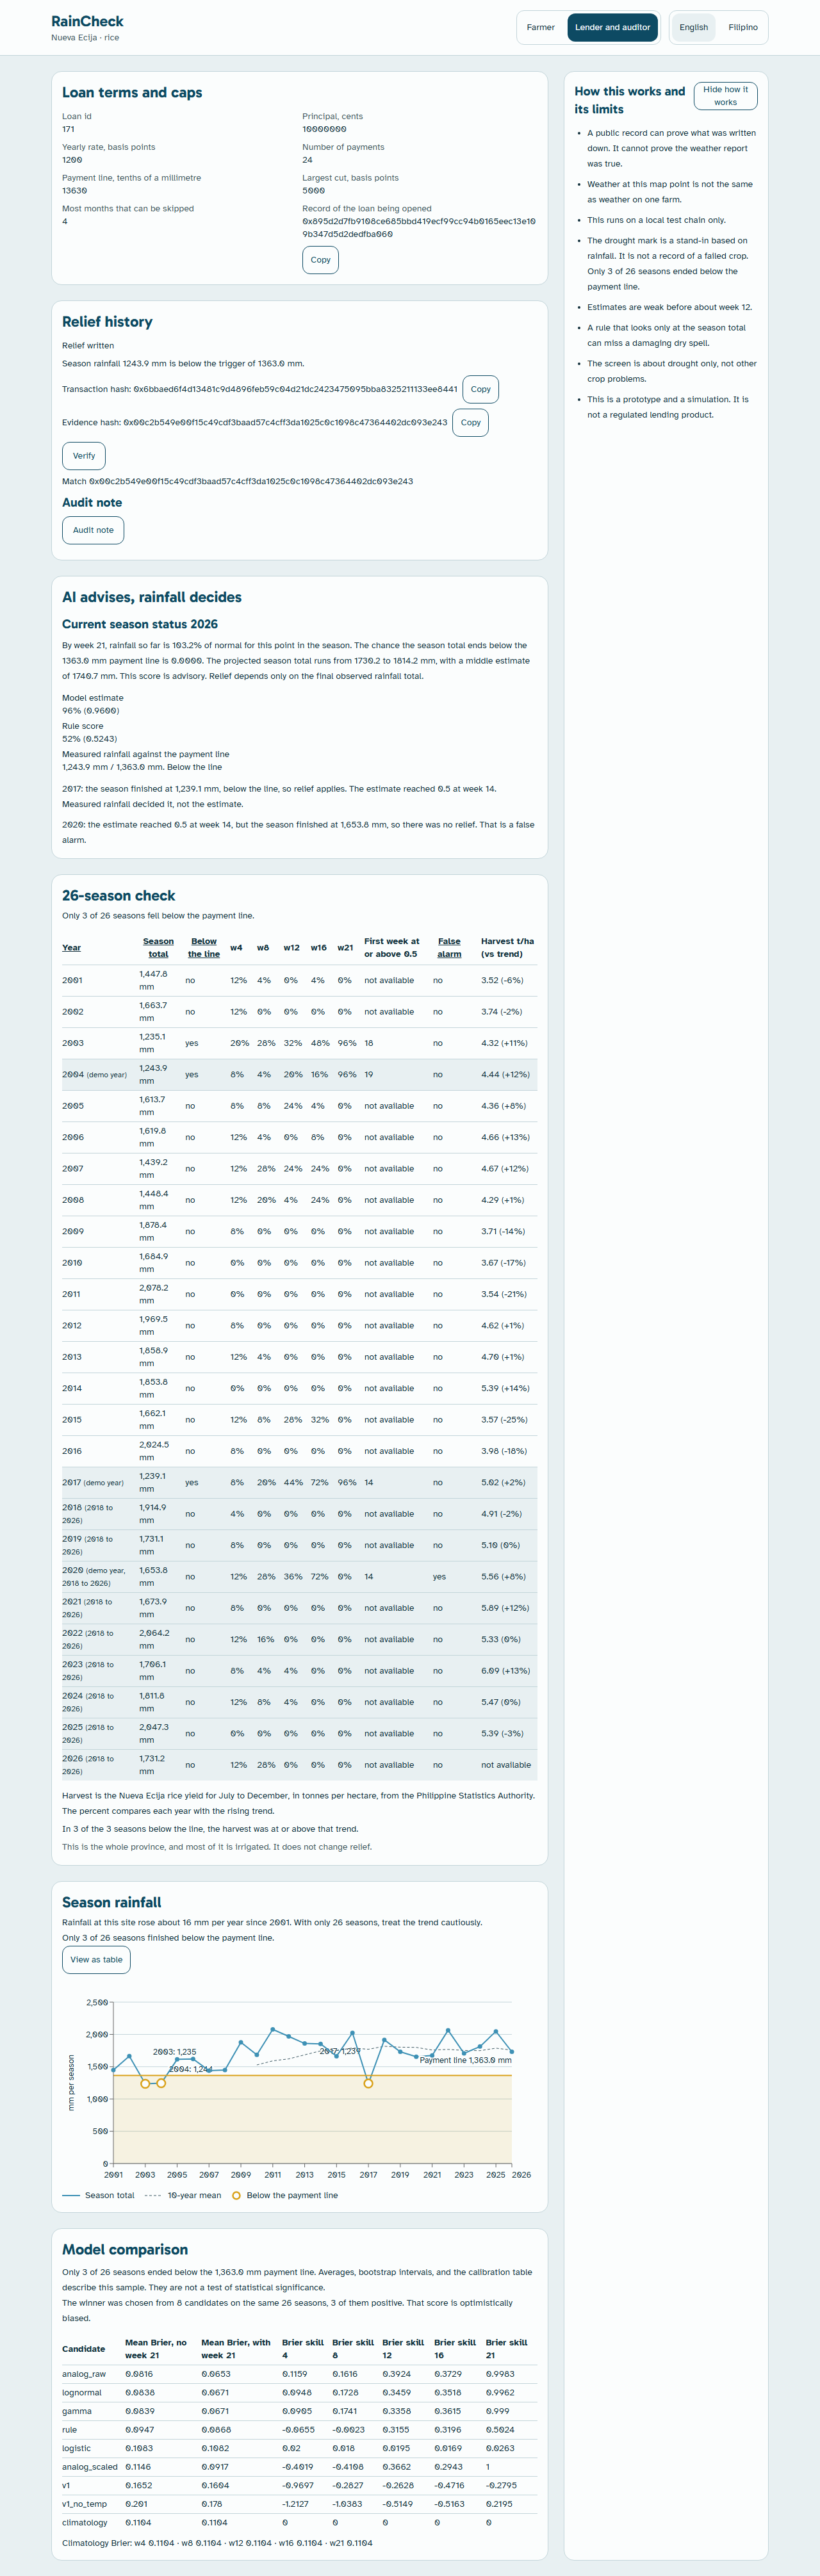 RainCheck
Nueva Ecija · rice
Farmer Lender and auditor English Filipino
Loan terms and caps
Loan id
171
Principal, cents
10000000
Yearly rate, basis points
1200
Number of payments
24
Payment line, tenths of a millimetre
13630
Largest cut, basis points
5000
Most months that can be skipped
4
Record of the loan being opened
0x895d2d7fb9108ce685bbd419ecf99cc94b0165eec13e10
9b347d5d2dedfba060
Copy
Relief history
Relief written
Season rainfall 1243.9 mm is below the trigger of 1363.0 mm.
Transaction hash: 0x6bbaed6f4d13481c9d4896feb59c04d21dc2423475095bba8325211133ee8441 Copy
Evidence hash: 0x00c2b549e00f15c49cdf3baad57c4cff3da1025c0c1098c47364402dc093e243 Copy
Verify
Match 0x00c2b549e00f15c49cdf3baad57c4cff3da1025c0c1098c47364402dc093e243
Audit note
Audit note
AI advises, rainfall decides
Current season status 2026
By week 21, rainfall so far is 103.2% of normal for this point in the season. The chance the season total ends below the
1363.0 mm payment line is 0.0000. The projected season total runs from 1730.2 to 1814.2 mm, with a middle estimate
of 1740.7 mm. This score is advisory. Relief depends only on the final observed rainfall total.
Model estimate
96% (0.9600)
Rule score
52% (0.5243)
Measured rainfall against the payment line
1,243.9 mm / 1,363.0 mm. Below the line
2017: the season finished at 1,239.1 mm, below the line, so relief applies. The estimate reached 0.5 at week 14.
Measured rainfall decided it, not the estimate.
2020: the estimate reached 0.5 at week 14, but the season finished at 1,653.8 mm, so there was no relief. That is a false
alarm.
26-season check
Only 3 of 26 seasons fell below the payment line.
Year Season total Below the line w4 w8 w12 w16 w21 First week at or above 0.5 False alarm Harvest t/ha (vs trend)
2001 1,447.8 mm no 12% 4% 0% 4% 0% not available no 3.52 (-6%)
2002 1,663.7 mm no 12% 0% 0% 0% 0% not available no 3.74 (-2%)
2003 1,235.1 mm yes 20% 28% 32% 48% 96% 18 no 4.32 (+11%)
2004 (demo year) 1,243.9 mm yes 8% 4% 20% 16% 96% 19 no 4.44 (+12%)
2005 1,613.7 mm no 8% 8% 24% 4% 0% not available no 4.36 (+8%)
2006 1,619.8 mm no 12% 4% 0% 8% 0% not available no 4.66 (+13%)
2007 1,439.2 mm no 12% 28% 24% 24% 0% not available no 4.67 (+12%)
2008 1,448.4 mm no 12% 20% 4% 24% 0% not available no 4.29 (+1%)
2009 1,878.4 mm no 8% 0% 0% 0% 0% not available no 3.71 (-14%)
2010 1,684.9 mm no 0% 0% 0% 0% 0% not available no 3.67 (-17%)
2011 2,078.2 mm no 0% 0% 0% 0% 0% not available no 3.54 (-21%)
2012 1,969.5 mm no 8% 0% 0% 0% 0% not available no 4.62 (+1%)
2013 1,858.9 mm no 12% 4% 0% 0% 0% not available no 4.70 (+1%)
2014 1,853.8 mm no 0% 0% 0% 0% 0% not available no 5.39 (+14%)
2015 1,662.1 mm no 12% 8% 28% 32% 0% not available no 3.57 (-25%)
2016 2,024.5 mm no 8% 0% 0% 0% 0% not available no 3.98 (-18%)
2017 (demo year) 1,239.1 mm yes 8% 20% 44% 72% 96% 14 no 5.02 (+2%)
2018 (2018 to 2026) 1,914.9 mm no 4% 0% 0% 0% 0% not available no 4.91 (-2%)
2019 (2018 to 2026) 1,731.1 mm no 8% 0% 0% 0% 0% not available no 5.10 (0%)
2020 (demo year, 2018 to 2026) 1,653.8 mm no 12% 28% 36% 72% 0% 14 yes 5.56 (+8%)
2021 (2018 to 2026) 1,673.9 mm no 8% 0% 0% 0% 0% not available no 5.89 (+12%)
2022 (2018 to 2026) 2,064.2 mm no 12% 16% 0% 0% 0% not available no 5.33 (0%)
2023 (2018 to 2026) 1,706.1 mm no 8% 4% 4% 0% 0% not available no 6.09 (+13%)
2024 (2018 to 2026) 1,811.8 mm no 12% 8% 4% 0% 0% not available no 5.47 (0%)
2025 (2018 to 2026) 2,047.3 mm no 0% 0% 0% 0% 0% not available no 5.39 (-3%)
2026 (2018 to 2026) 1,731.2 mm no 12% 28% 0% 0% 0% not available no not available
Harvest is the Nueva Ecija rice yield for July to December, in tonnes per hectare, from the Philippine Statistics Authority.
The percent compares each year with the rising trend.
In 3 of the 3 seasons below the line, the harvest was at or above that trend.
This is the whole province, and most of it is irrigated. It does not change relief.
Season rainfall
Rainfall at this site rose about 16 mm per year since 2001. With only 26 seasons, treat the trend cautiously.
Only 3 of 26 seasons finished below the payment line.
View as table
mm per season
2,500
2,000
1,500
1,000
500
0
2003: 1,235
2004: 1,244
2017: 1,239
Payment line 1,363.0 mm
2001 2003 2005 2007 2009 2011 2013 2015 2017 2019 2021 2023 2025 2026
Season total 10-year mean Below the payment line
Model comparison
Only 3 of 26 seasons ended below the 1,363.0 mm payment line. Averages, bootstrap intervals, and the calibration table
describe this sample. They are not a test of statistical significance.
The winner was chosen from 8 candidates on the same 26 seasons, 3 of them positive. That score is optimistically
biased.
Candidate Mean Brier, no week 21 Mean Brier, with week 21 Brier skill 4 Brier skill 8 Brier skill 12 Brier skill 16 Brier skill 21
analog_raw 0.0816 0.0653 0.1159 0.1616 0.3924 0.3729 0.9983
lognormal 0.0838 0.0671 0.0948 0.1728 0.3459 0.3518 0.9962
gamma 0.0839 0.0671 0.0905 0.1741 0.3358 0.3615 0.999
rule 0.0947 0.0868 -0.0655 -0.0023 0.3155 0.3196 0.5024
logistic 0.1083 0.1082 0.02 0.018 0.0195 0.0169 0.0263
analog_scaled 0.1146 0.0917 -0.4019 -0.4108 0.3662 0.2943 1
v1 0.1652 0.1604 -0.9697 -0.2827 -0.2628 -0.4716 -0.2795
v1_no_temp 0.201 0.178 -1.2127 -1.0383 -0.5149 -0.5163 0.2195
climatology 0.1104 0.1104 0 0 0 0 0
Climatology Brier: w4 0.1104 · w8 0.1104 · w12 0.1104 · w16 0.1104 · w21 0.1104
How this works and
its limits
Hide how it
works
• A public record can prove what was written
down. It cannot prove the weather report
was true.
• Weather at this map point is not the same
as weather on one farm.
• This runs on a local test chain only.
• The drought mark is a stand-in based on
rainfall. It is not a record of a failed crop.
Only 3 of 26 seasons ended below the
payment line.
• Estimates are weak before about week 12.
• A rule that looks only at the season total
can miss a damaging dry spell.
• The screen is about drought only, not other
crop problems.
• This is a prototype and a simulation. It is
not a regulated lending product.